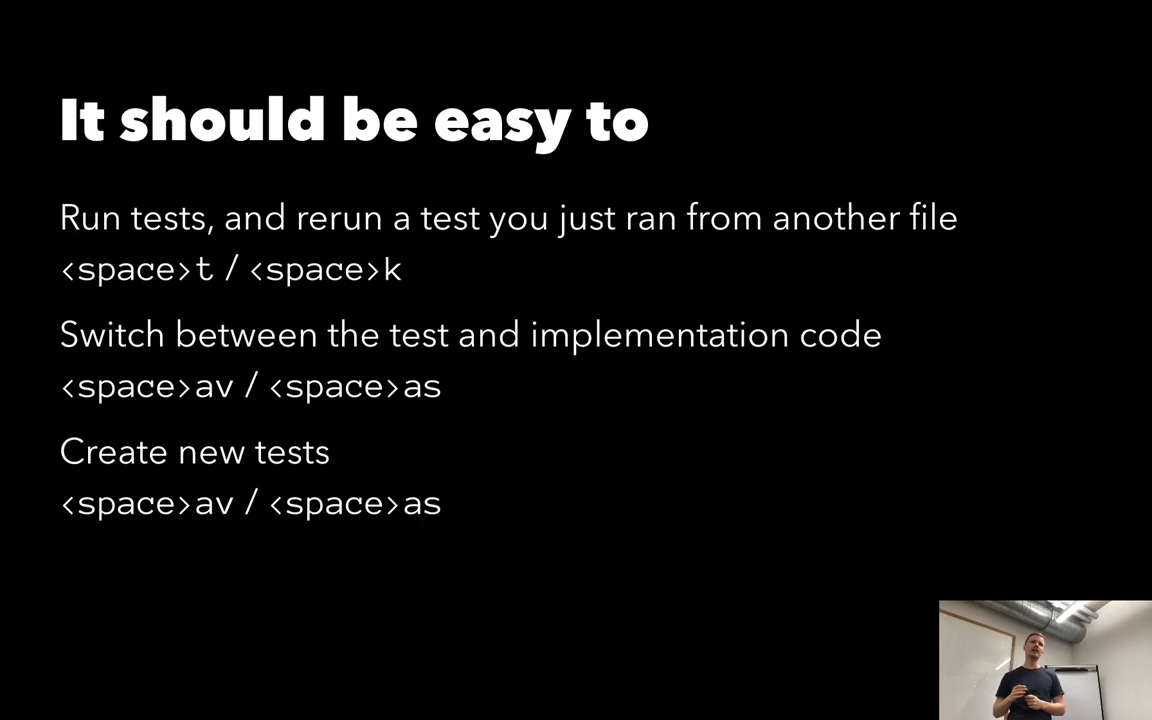 It should be easy to
Run tests, and rerun a test you just ran from another file
<space>t / <space>k
Switch between the test and implementation code
<space>av / <space>as
Create new tests
<space>av / <space>as